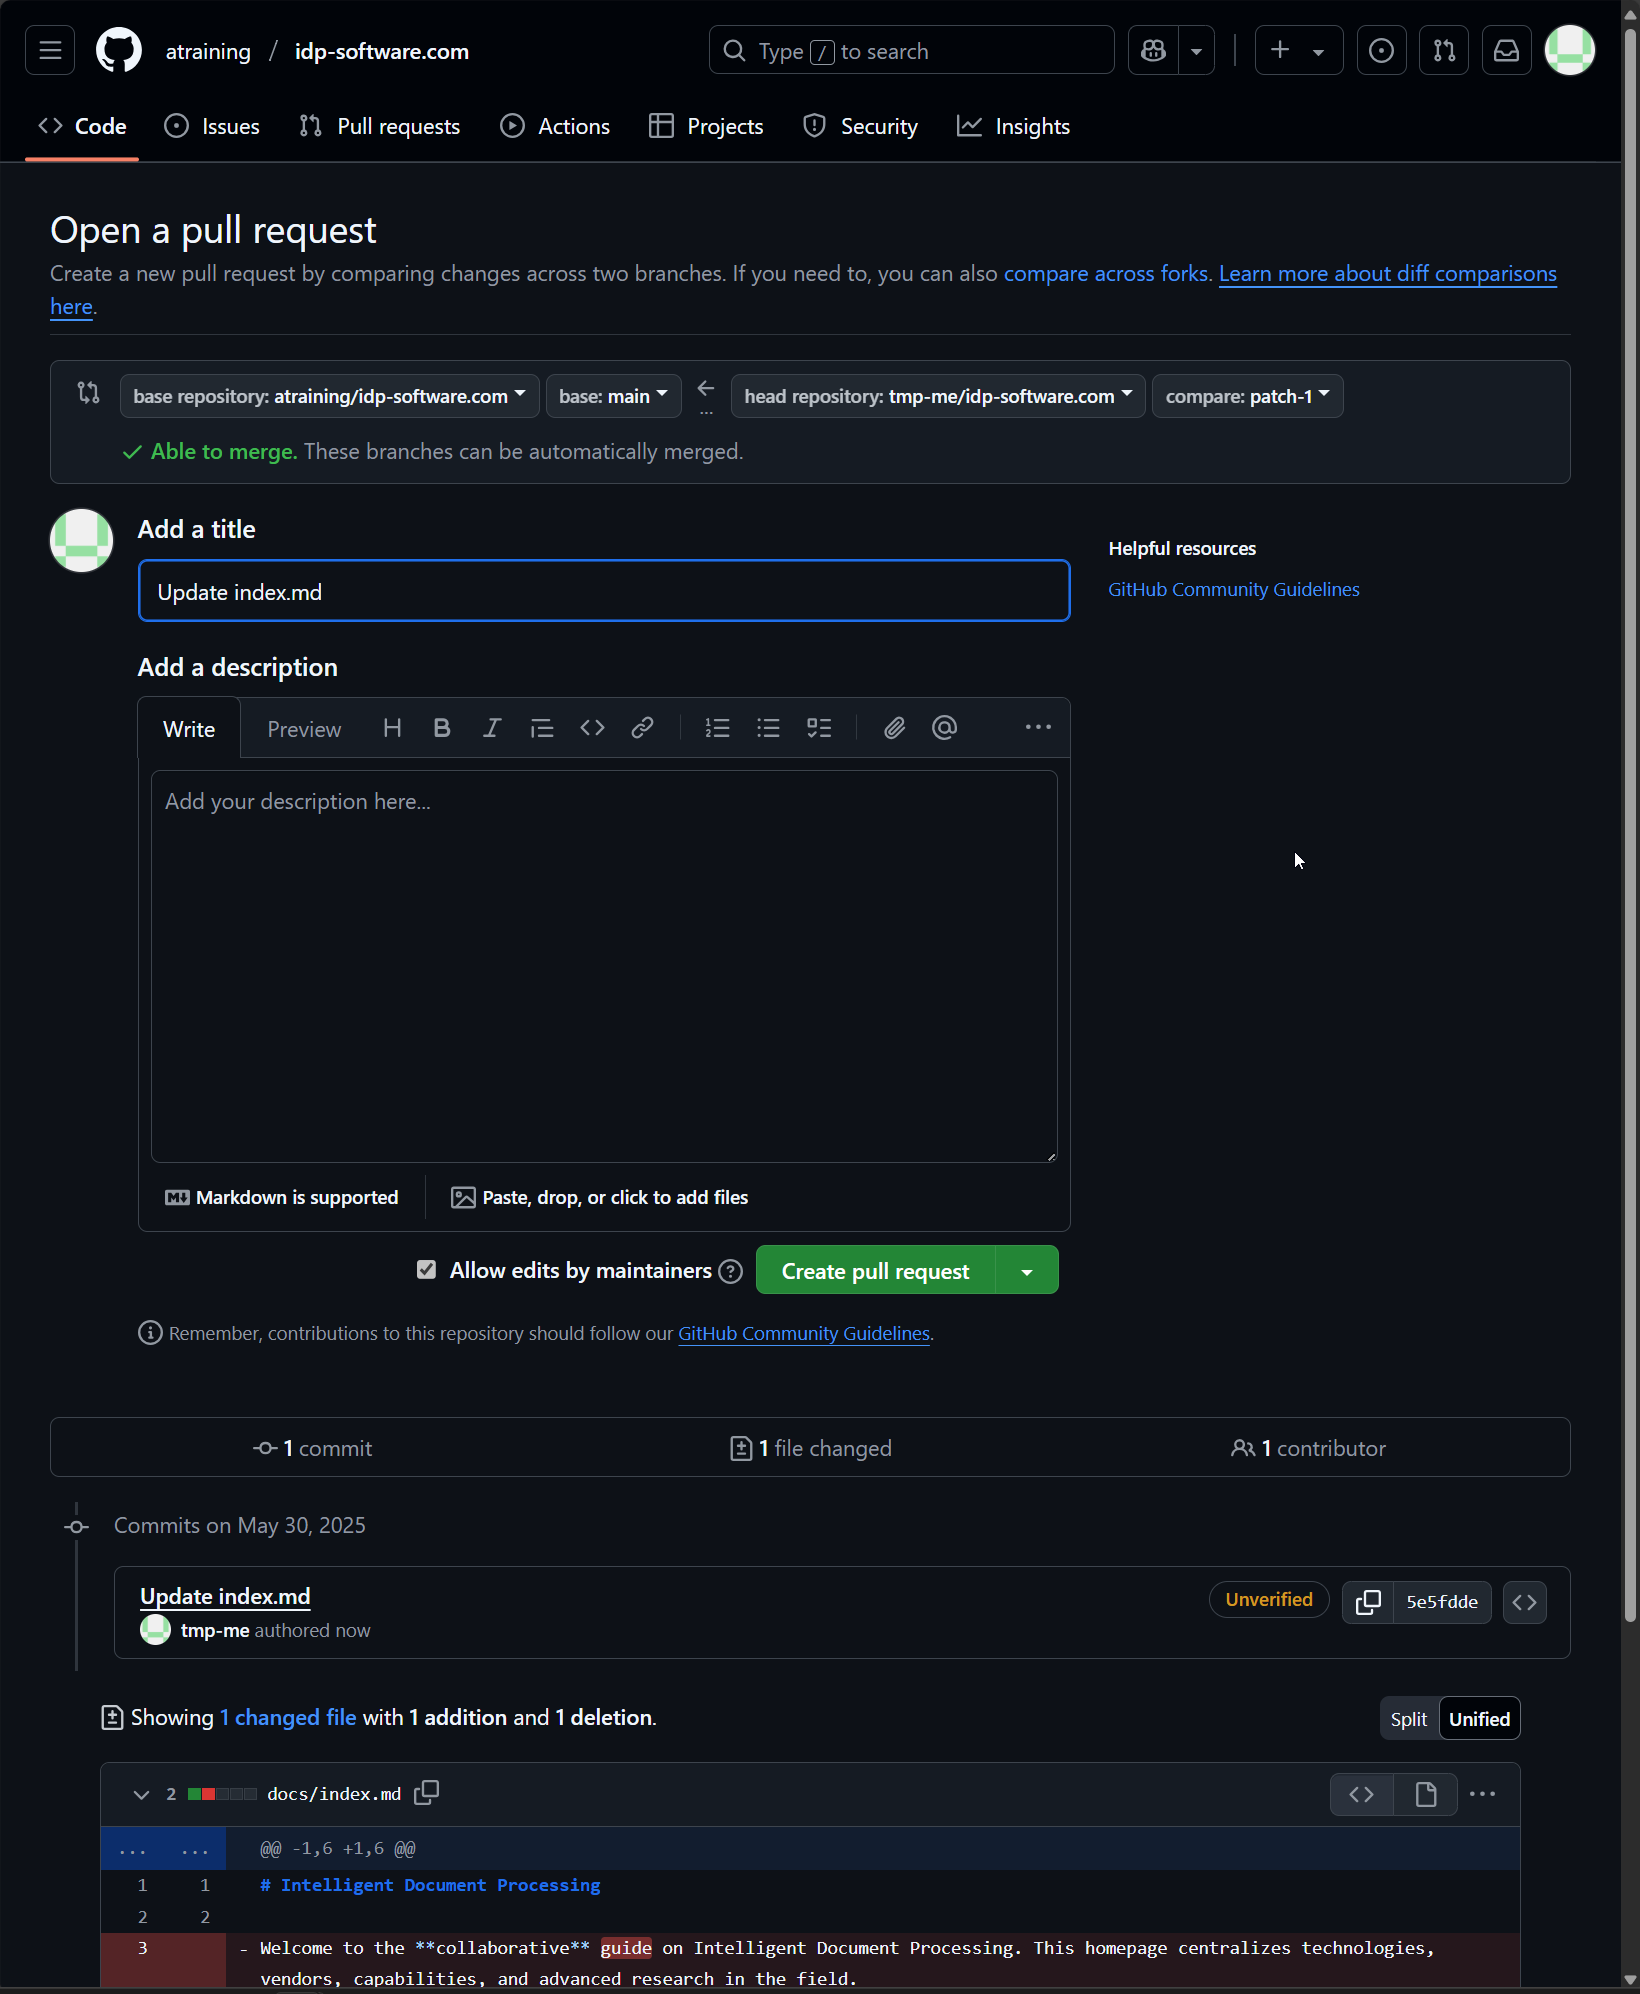 atraining / idp-software.com
Type / to search
Code Issues Pull requests Actions Projects Security Insights
Open a pull request
Create a new pull request by comparing changes across two branches. If you need to, you can also compare across forks. Learn more about diff comparisons
here.
base repository: atraining/idp-software.com base: main ← ... head repository: tmp-me/idp-software.com compare: patch-1
Able to merge. These branches can be automatically merged.
Add a title
Update index.md
Helpful resources
GitHub Community Guidelines
Add a description
Write Preview
Add your description here...
Markdown is supported Paste, drop, or click to add files
Allow edits by maintainers Create pull request
Remember, contributions to this repository should follow our GitHub Community Guidelines.
1 commit 1 file changed 1 contributor
Commits on May 30, 2025
Update index.md
tmp-me authored now
Unverified 5e5fdde
Showing 1 changed file with 1 addition and 1 deletion.
Split Unified
2 docs/index.md
... ... @@ -1,6 +1,6 @@
1 1 # Intelligent Document Processing
2 2
3 - Welcome to the **collaborative** guide on Intelligent Document Processing. This homepage centralizes technologies,
vendors, capabilities, and advanced research in the field.